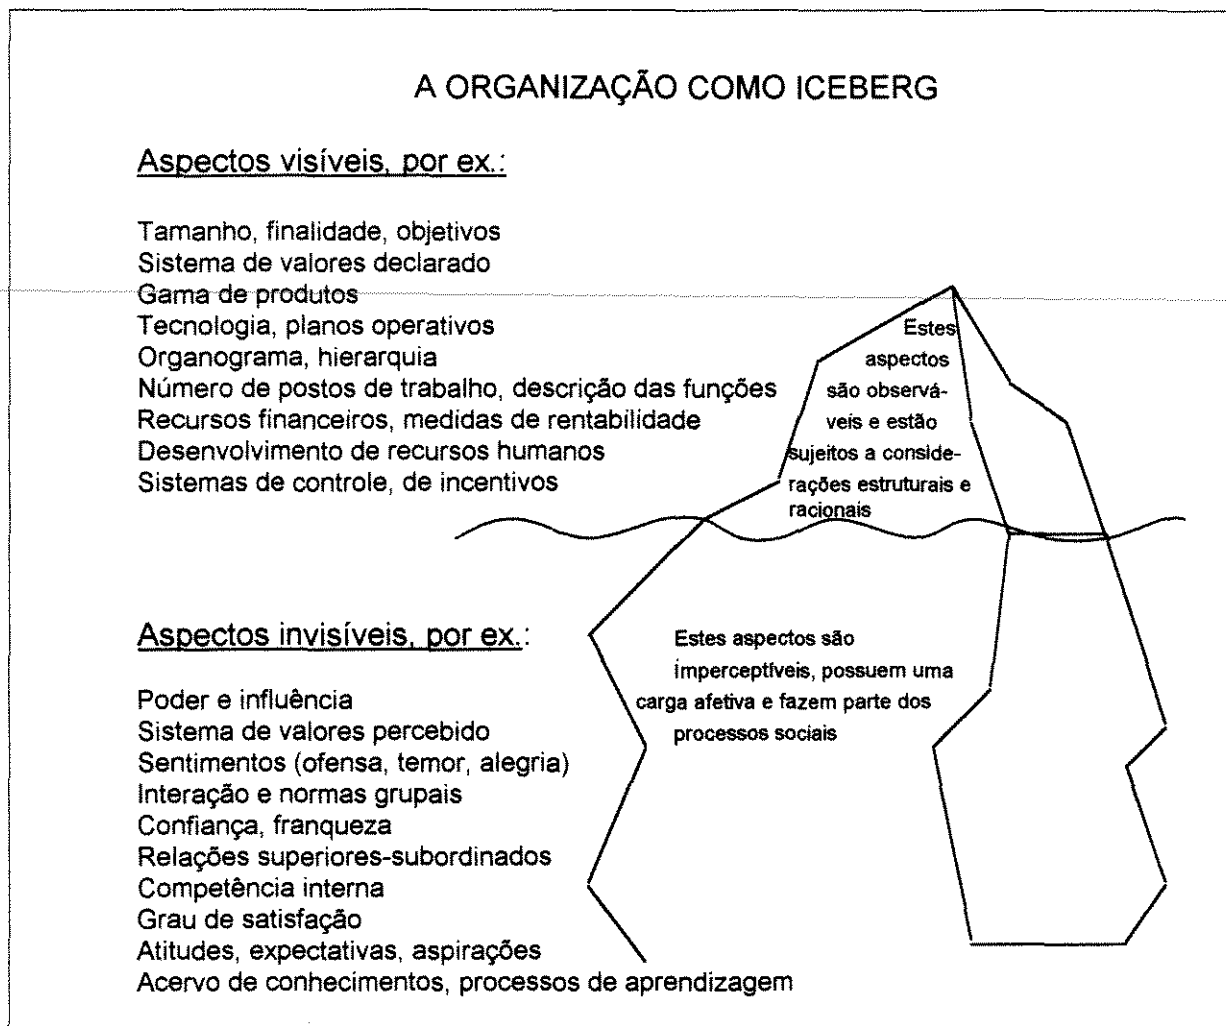 A ORGANIZAÇÃO COMO ICEBERG
Aspectos visíveis, por ex.:
Tamanho, finalidade, objetivos
Sistema de valores declarado
Gama de produtos
Tecnologia, planos operativos
Organograma, hierarquia
Número de postos de trabalho, descrição das funções
Recursos financeiros, medidas de rentabilidade
Desenvolvimento de recursos humanos
Sistemas de controle, de incentivos
Estes
aspectos
são observá-
veis e estão
sujeitos a conside-
rações estruturais e
racionais
Aspectos invisíveis, por ex.:
Poder e influência
Sistema de valores percebido
Sentimentos (ofensa, temor, alegria)
Interação e normas grupais
Confiança, franqueza
Relações superiores-subordinados
Competência interna
Grau de satisfação
Atitudes, expectativas, aspirações
Acervo de conhecimentos, processos de aprendizagem
Estes aspectos são
imperceptíveis, possuem uma
carga afetiva e fazem parte dos
processos sociais